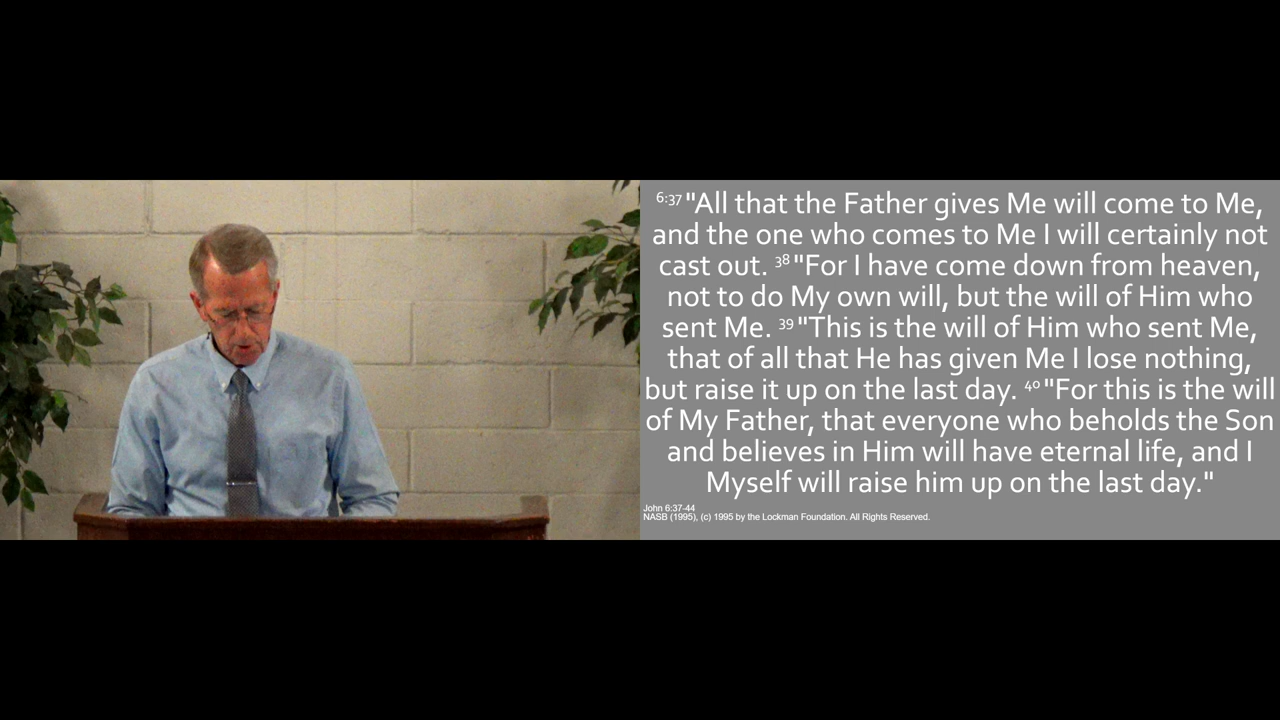 6:37 "All that the Father gives Me will come to Me,
and the one who comes to Me I will certainly not
cast out. 38 "For I have come down from heaven,
not to do My own will, but the will of Him who
sent Me. 39 "This is the will of Him who sent Me,
that of all that He has given Me I lose nothing,
but raise it up on the last day. 40 "For this is the will
of My Father, that everyone who beholds the Son
and believes in Him will have eternal life, and I
Myself will raise him up on the last day."
John 6:37-44
NASB (1995), (c) 1995 by the Lockman Foundation. All Rights Reserved.